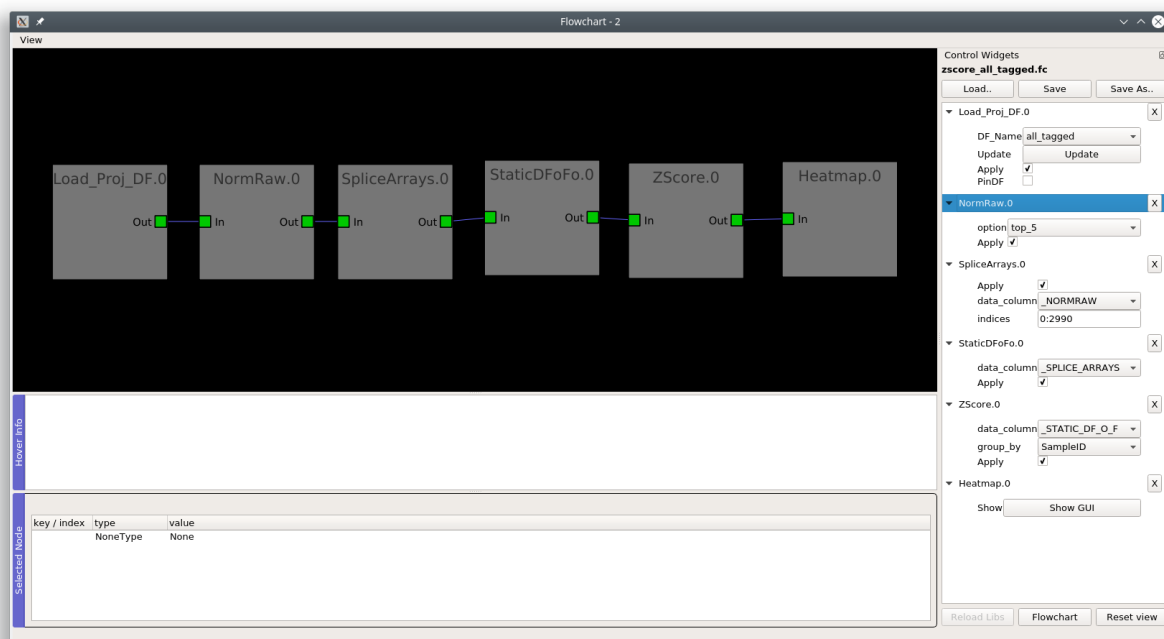 Flowchart - 2
View
Load_Proj_DF.0
Out
NormRaw.0
In
Out
SpliceArrays.0
In
Out
StaticDFoFo.0
In
Out
ZScore.0
In
Out
Heatmap.0
In
Hover Info
Selected Node
key / index type value
NoneType None
Control Widgets
zscore_all_tagged.fc
Load.. Save Save As..
Load_Proj_DF.0 X
DF_Name all_tagged
Update Update
Apply
PinDF
NormRaw.0 X
option top_5
Apply
SpliceArrays.0 X
Apply
data_column _NORMRAW
indices 0:2990
StaticDFoFo.0 X
data_column _SPLICE_ARRAYS
Apply
ZScore.0 X
data_column _STATIC_DF_O_F
group_by SampleID
Apply
Heatmap.0 X
Show Show GUI
Reload Libs Flowchart Reset view